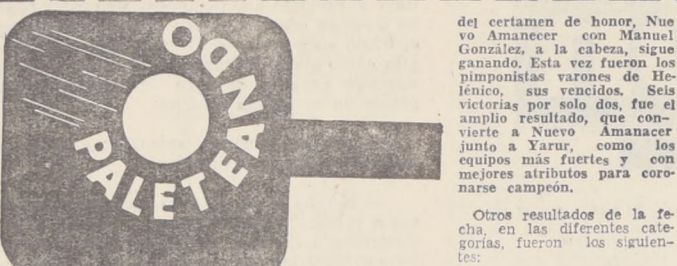 PALETEANDO
del certamen de honor, Nue
vo Amanecer con Manuel
González, a la cabeza, sigue
ganando. Esta vez fueron los
pimponistas varones de He-
lénico, sus vencidos. Seis
victorias por solo dos, fue el
amplio resultado, que con-
vierte a Nuevo Amanacer
junto a Yarur, como los
equipos más fuertes y con
mejores atributos para coro-
narse campeón.
Otros resultados de la fe-
cha, en las diferentes cate-
gorías, fueron los siguien-
tes: